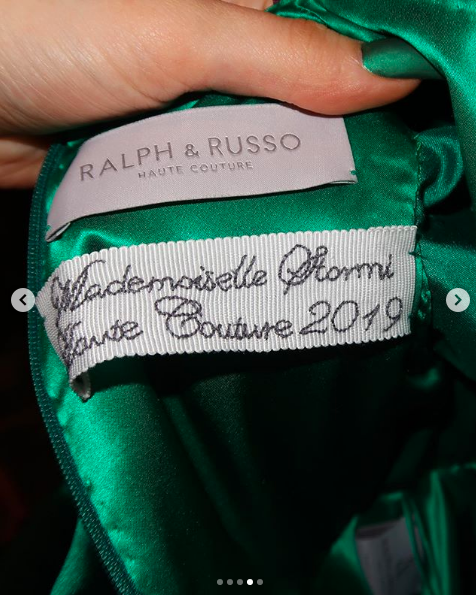 RALPH & RUSSO
HAUTE COUTURE
Mademoiselle Stormi
Haute Couture 2019